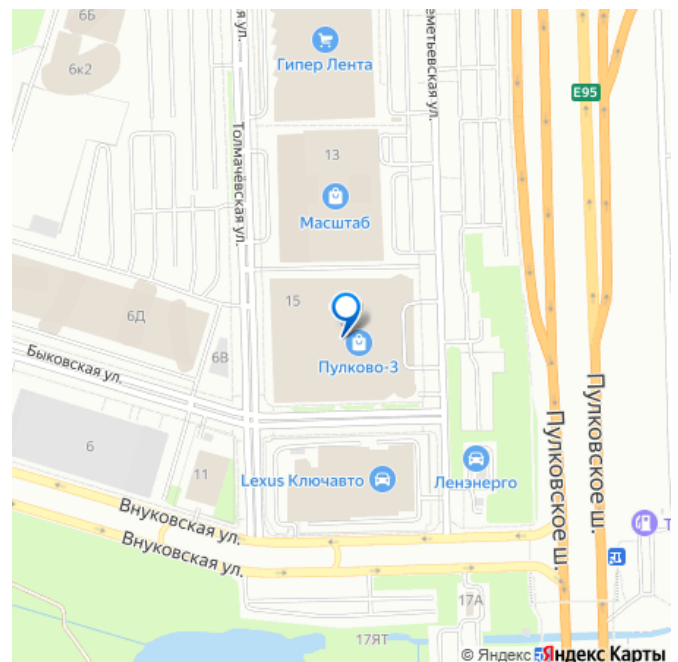 6Б
6к2
ул.
Гипер Лента
еметьевская ул.
E95
Толмачёвская ул.
13
Масштаб
15
6Д
Пулково-3
Быковская ул.
6В
6
11
Lexus Ключавто
Ленэнерго
Пулковское ш.
Пулковское ш.
Внуковская ул.
Внуковская ул.
Т
17А
17ЯТ
© Яндекс Яндекс Карты